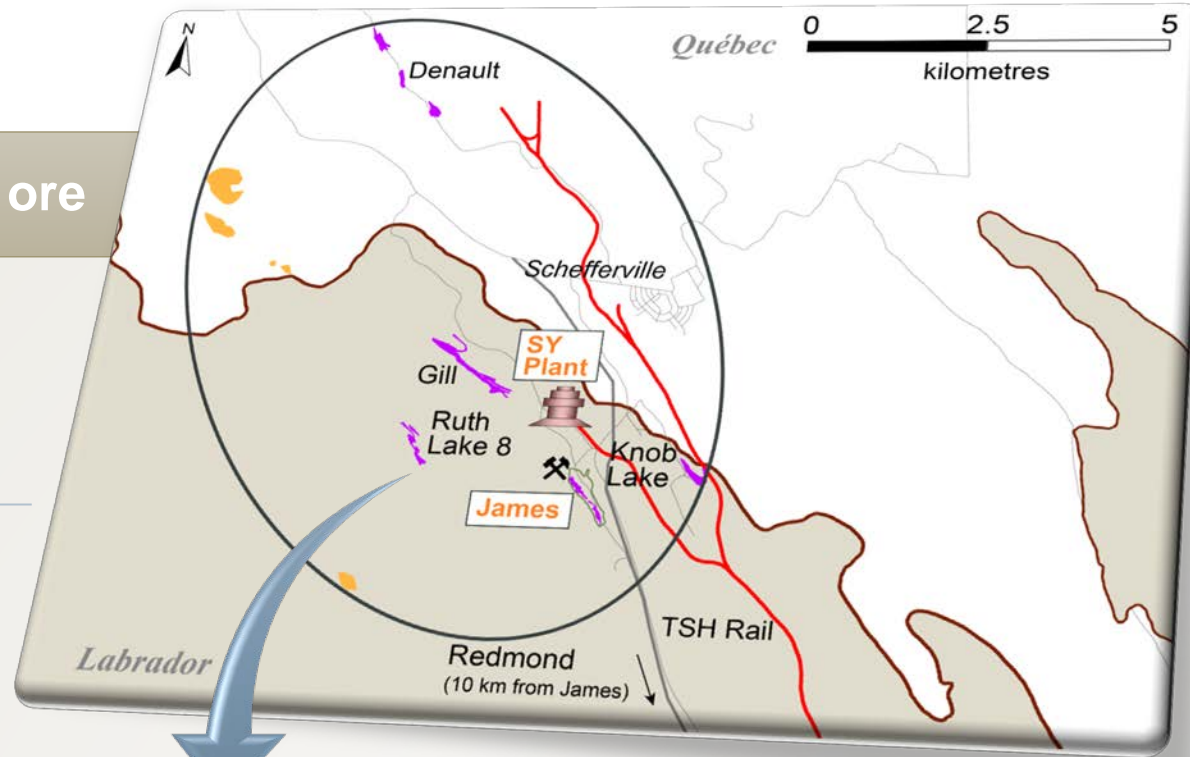 N
Québec
0 2.5 5
kilometres
Denault
ore
Schefferville
SY
Plant
Gill
Ruth
Lake 8
Knob
Lake
James
TSH Rail
Labrador
Redmond
(10 km from James)